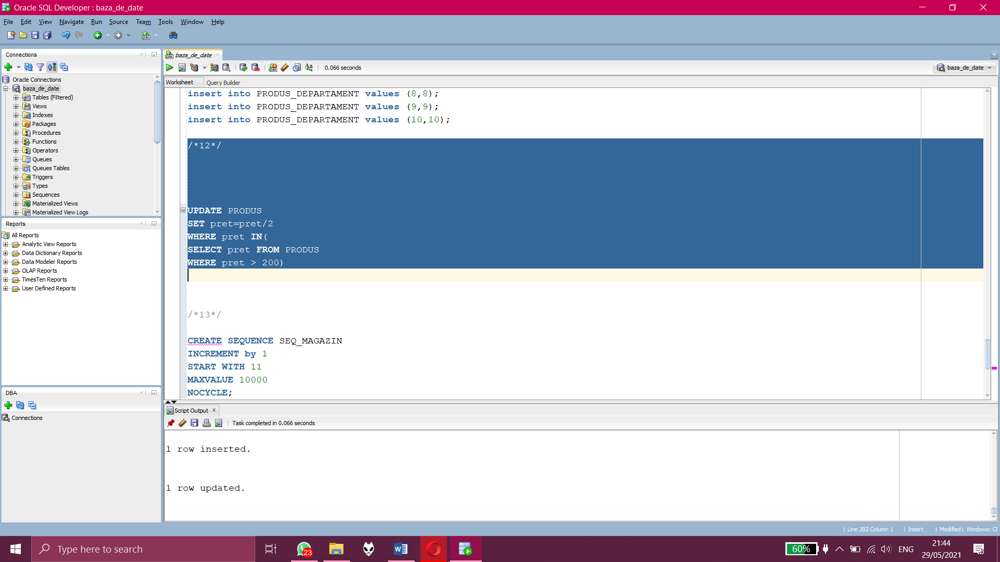 Oracle SQL Developer : baza_de_date
File Edit View Navigate Run Source Team Tools Window Help
Connections
Oracle Connections
baza_de_date
Tables (Filtered)
Views
Indexes
Packages
Procedures
Functions
Operators
Queues
Queues Tables
Triggers
Types
Sequences
Materialized Views
Materialized View Logs
Reports
All Reports
Analytic View Reports
Data Dictionary Reports
Data Modeler Reports
OLAP Reports
TimesTen Reports
User Defined Reports
DBA
Connections
baza_de_date
0.066 seconds
baza_de_date
Worksheet Query Builder
insert into PRODUS_DEPARTAMENT values (8,8);
insert into PRODUS_DEPARTAMENT values (9,9);
insert into PRODUS_DEPARTAMENT values (10,10);
/*12*/
UPDATE PRODUS
SET pret=pret/2
WHERE pret IN(
SELECT pret FROM PRODUS
WHERE pret > 200)
/*13*/
CREATE SEQUENCE SEQ_MAGAZIN
INCREMENT by 1
START WITH 11
MAXVALUE 10000
NOCYCLE;
Script Output
Task completed in 0.066 seconds
1 row inserted.
1 row updated.
Line 202 Column 1 Insert Modified Windows:
Type here to search
23
60%
ENG
21:44
29/05/2021